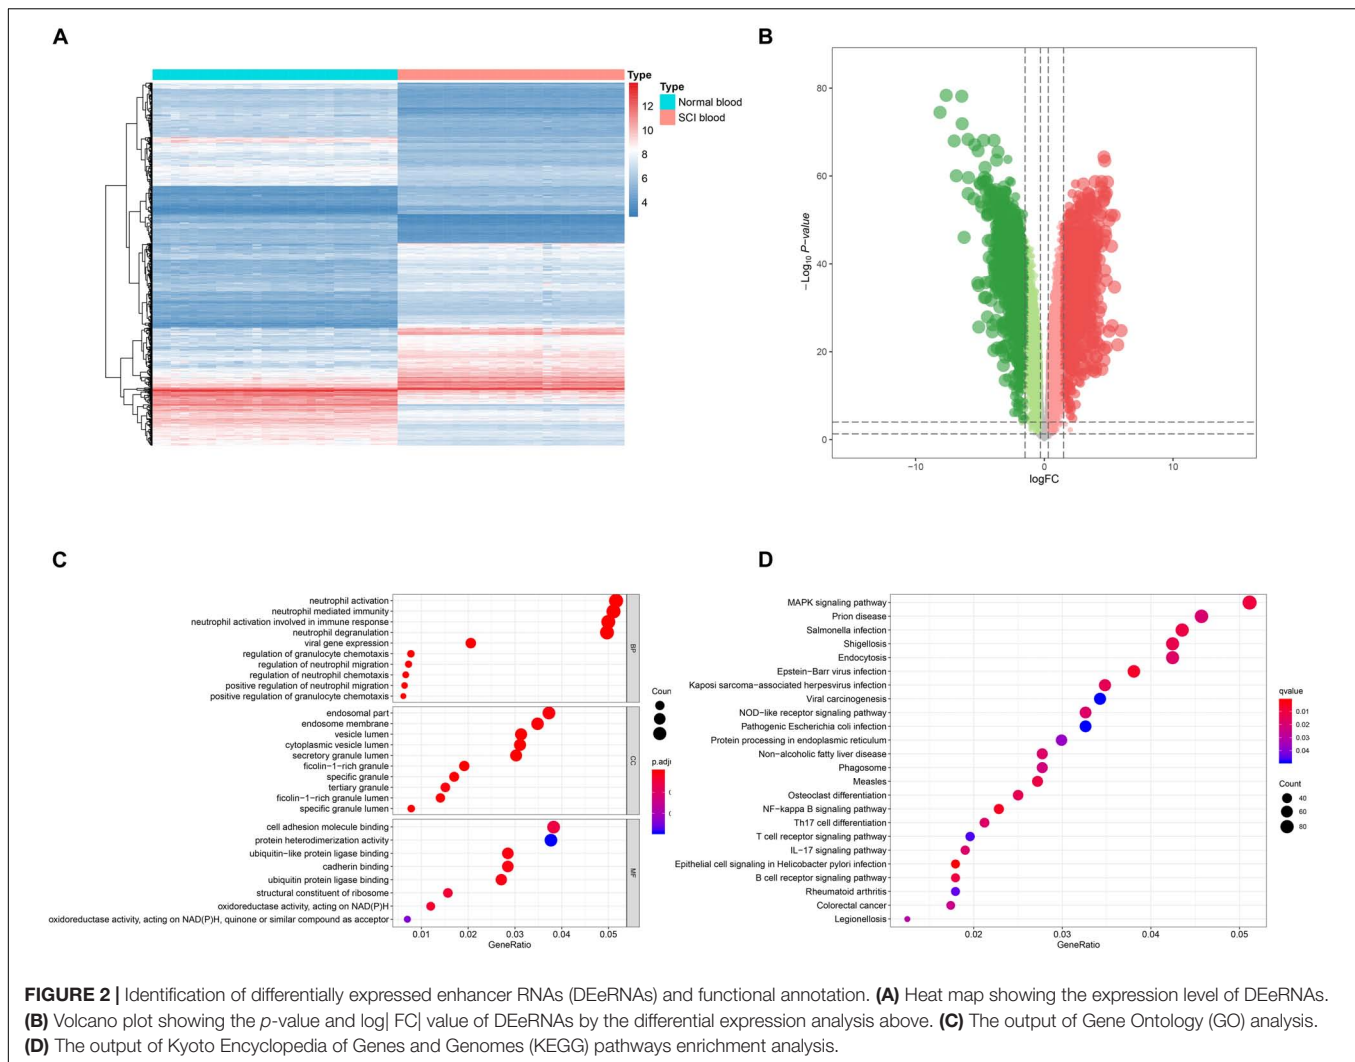 A
Type
12
10
8
6
4
Type
Normal blood
SCI blood
B
80
60
40
20
0
−Log10 P−value
−10
0
10
logFC
C
neutrophil activation
neutrophil mediated immunity
neutrophil activation involved in immune response
neutrophil degranulation
viral gene expression
regulation of granulocyte chemotaxis
regulation of neutrophil migration
regulation of neutrophil chemotaxis
positive regulation of neutrophil migration
positive regulation of granulocyte chemotaxis
BP
endosomal part
endosome membrane
vesicle lumen
cytoplasmic vesicle lumen
secretory granule lumen
ficolin−1−rich granule
specific granule
tertiary granule
ficolin−1−rich granule lumen
specific granule lumen
CC
cell adhesion molecule binding
protein heterodimerization activity
ubiquitin−like protein ligase binding
cadherin binding
ubiquitin protein ligase binding
structural constituent of ribosome
oxidoreductase activity, acting on NAD(P)H
oxidoreductase activity, acting on NAD(P)H, quinone or similar compound as acceptor
MF
0.01
0.02
0.03
0.04
0.05
GeneRatio
Coun
p.adju
D
MAPK signaling pathway
Prion disease
Salmonella infection
Shigellosis
Endocytosis
Epstein−Barr virus infection
Kaposi sarcoma−associated herpesvirus infection
Viral carcinogenesis
NOD−like receptor signaling pathway
Pathogenic Escherichia coli infection
Protein processing in endoplasmic reticulum
Non−alcoholic fatty liver disease
Phagosome
Measles
Osteoclast differentiation
NF−kappa B signaling pathway
Th17 cell differentiation
T cell receptor signaling pathway
IL−17 signaling pathway
Epithelial cell signaling in Helicobacter pylori infection
B cell receptor signaling pathway
Rheumatoid arthritis
Colorectal cancer
Legionellosis
0.02
0.03
0.04
0.05
GeneRatio
qvalue
0.01
0.02
0.03
0.04
Count
40
60
80
FIGURE 2 | Identification of differentially expressed enhancer RNAs (DEeRNAs) and functional annotation. (A) Heat map showing the expression level of DEeRNAs.
(B) Volcano plot showing the p-value and log| FC| value of DEeRNAs by the differential expression analysis above. (C) The output of Gene Ontology (GO) analysis.
(D) The output of Kyoto Encyclopedia of Genes and Genomes (KEGG) pathways enrichment analysis.